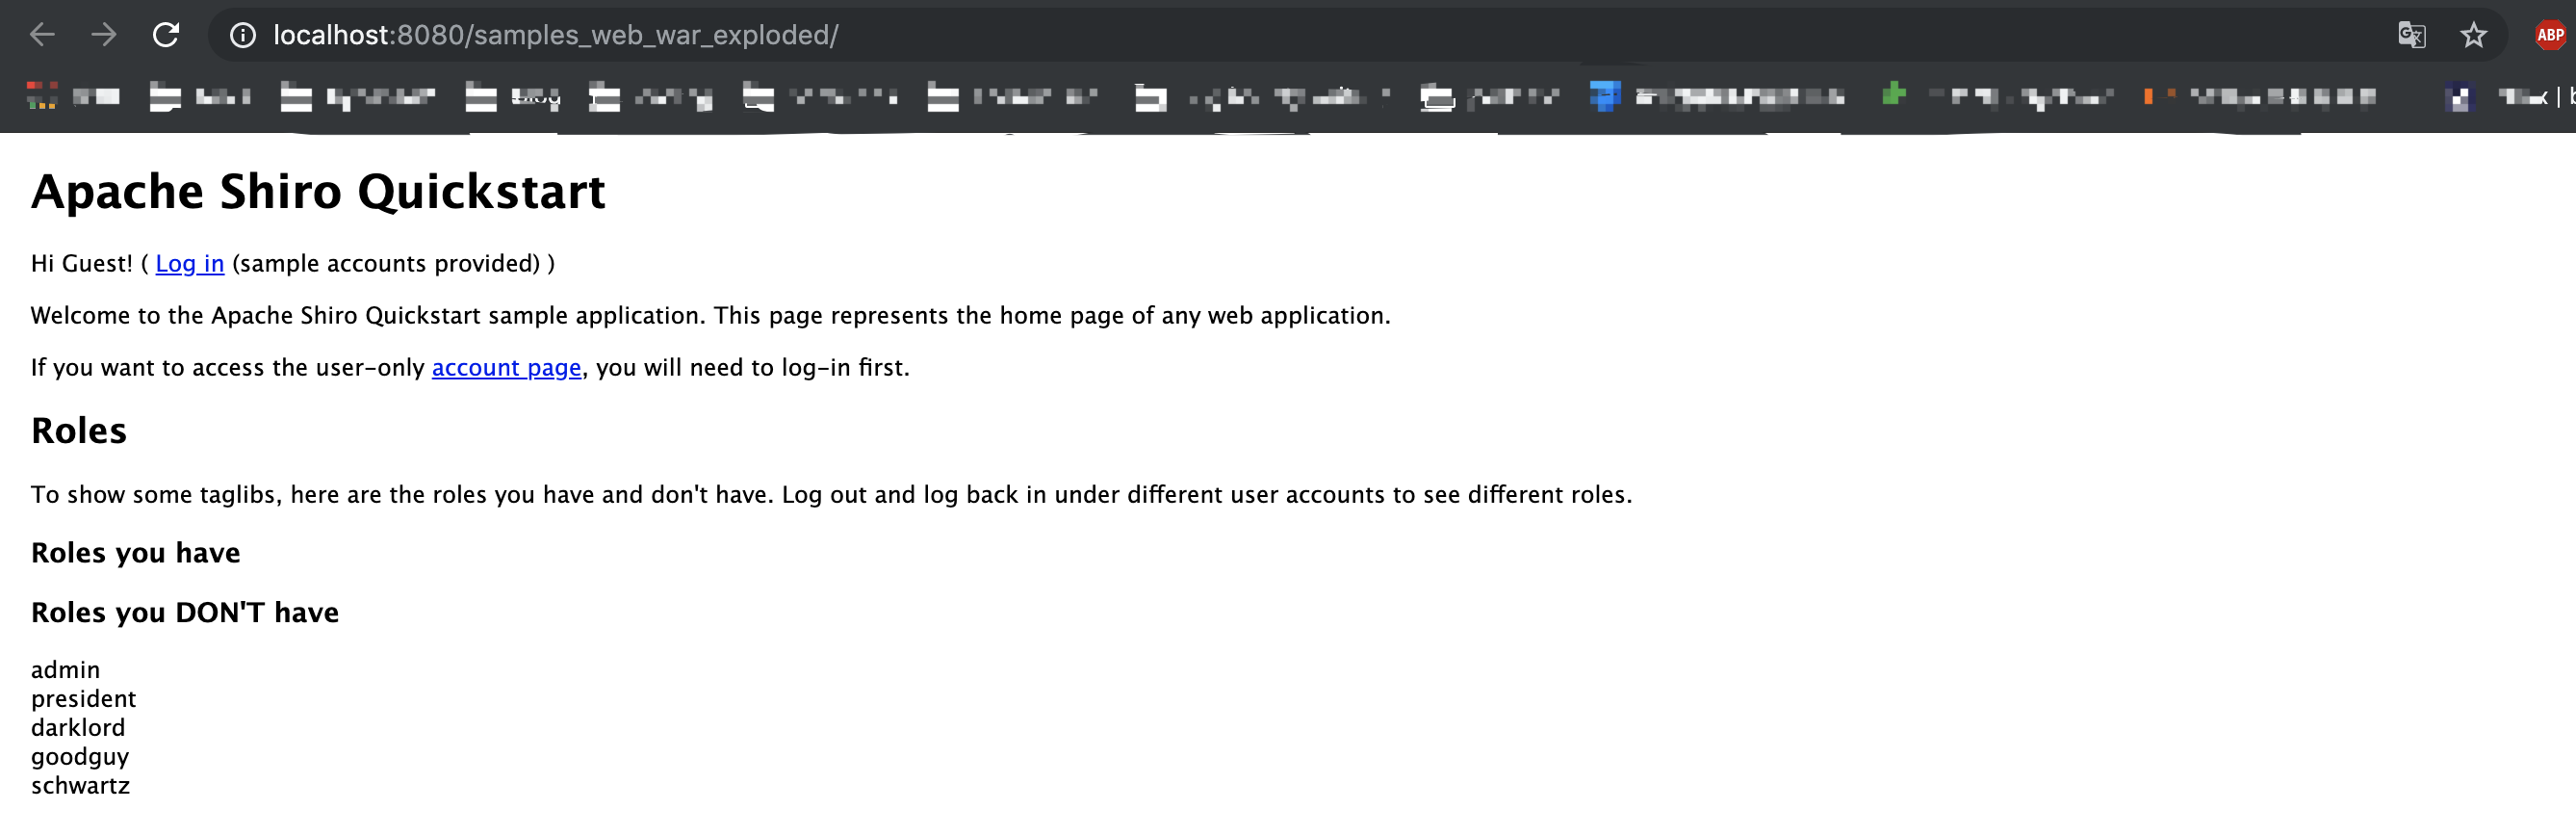 localhost:8080/samples_web_war_exploded/
ABP
Apache Shiro Quickstart
Hi Guest! ( Log in (sample accounts provided) )
Welcome to the Apache Shiro Quickstart sample application. This page represents the home page of any web application.
If you want to access the user-only account page, you will need to log-in first.
Roles
To show some taglibs, here are the roles you have and don't have. Log out and log back in under different user accounts to see different roles.
Roles you have
Roles you DON'T have
admin
president
darklord
goodguy
schwartz